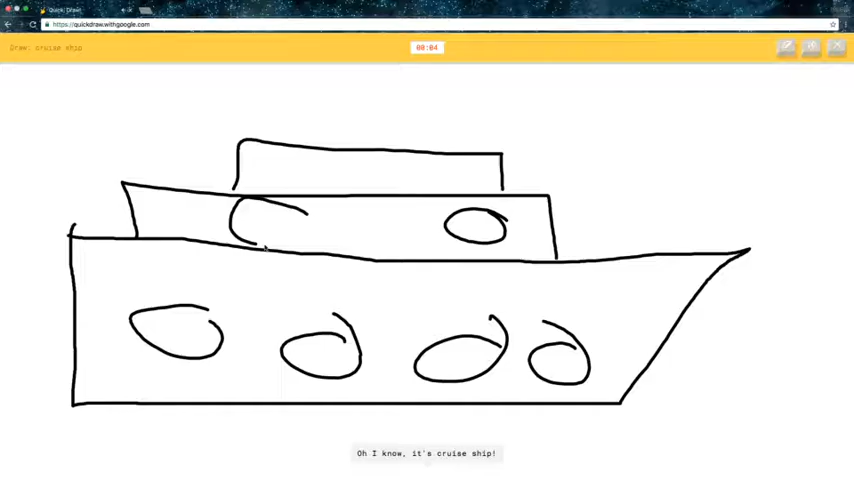 Quick, Draw!
https://quickdraw.withgoogle.com
Draw: cruise ship
00:04
Oh I know, it's cruise ship!